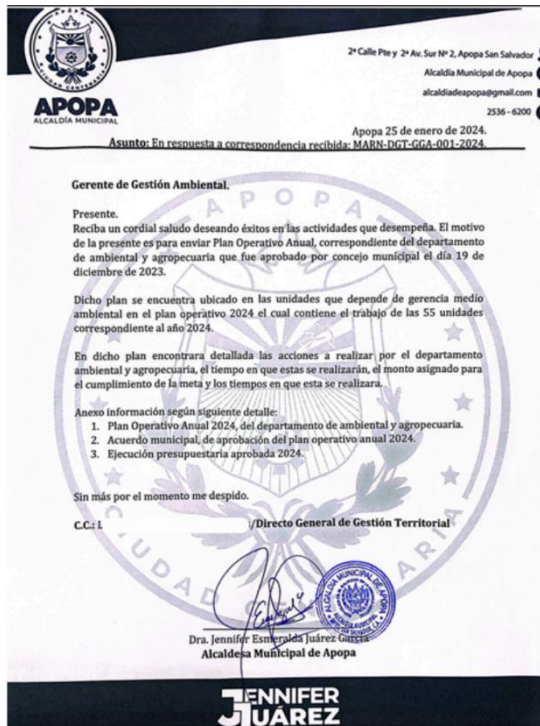 APOPA
ALCALDÍA MUNICIPAL
2ª Calle Pte y 2ª Av. Sur Nº 2, Apopa San Salvador
Alcaldía Municipal de Apopa
alcaldiadeapopa@gmail.com
2536 - 6200
Apopa 25 de enero de 2024.
Asunto: En respuesta a correspondencia recibida: MARN-DGT-GGA-001-2024.
Gerente de Gestión Ambiental.
Presente.
Reciba un cordial saludo deseando éxitos en las actividades que desempeña. El motivo
de la presente es para enviar Plan Operativo Anual, correspondiente del departamento
de ambiental y agropecuaria que fue aprobado por concejo municipal el día 19 de
diciembre de 2023.
Dicho plan se encuentra ubicado en las unidades que depende de gerencia medio
ambiental en el plan operativo 2024 el cual contiene el trabajo de las 55 unidades
correspondiente al año 2024.
En dicho plan encontrara detallada las acciones a realizar por el departamento
ambiental y agropecuaria, el tiempo en que estas se realizarán, el monto asignado para
el cumplimiento de la meta y los tiempos en que esta se realizara.
Anexo información según siguiente detalle:
1. Plan Operativo Anual 2024, del departamento de ambiental y agropecuaria.
2. Acuerdo municipal, de aprobación del plan operativo anual 2024.
3. Ejecución presupuestaria aprobada 2024.
Sin más por el momento me despido.
C.C.: /Directo General de Gestión Territorial
Dra. Jennifer Esmeralda Juárez García
Alcaldesa Municipal de Apopa
JENNIFER
JUÁREZ